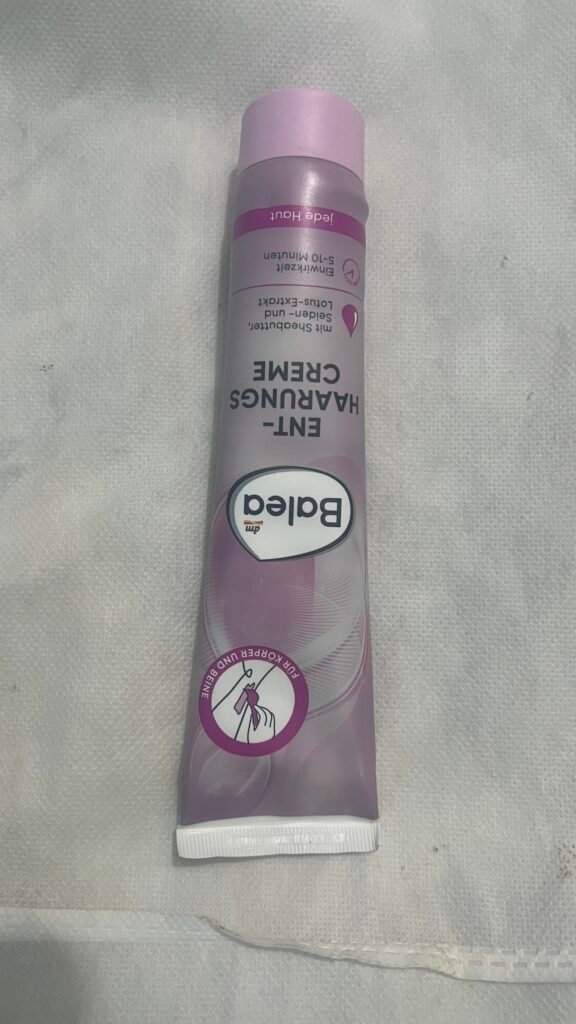 FÜR KÖRPER UND BEINE
dm
Balea
ENT-
HAARUNGS
CREME
mit Sheabutter,
Seiden- und
Lotus-Extrakt
Einwirkzeit
5-10 Minuten
jede Haut